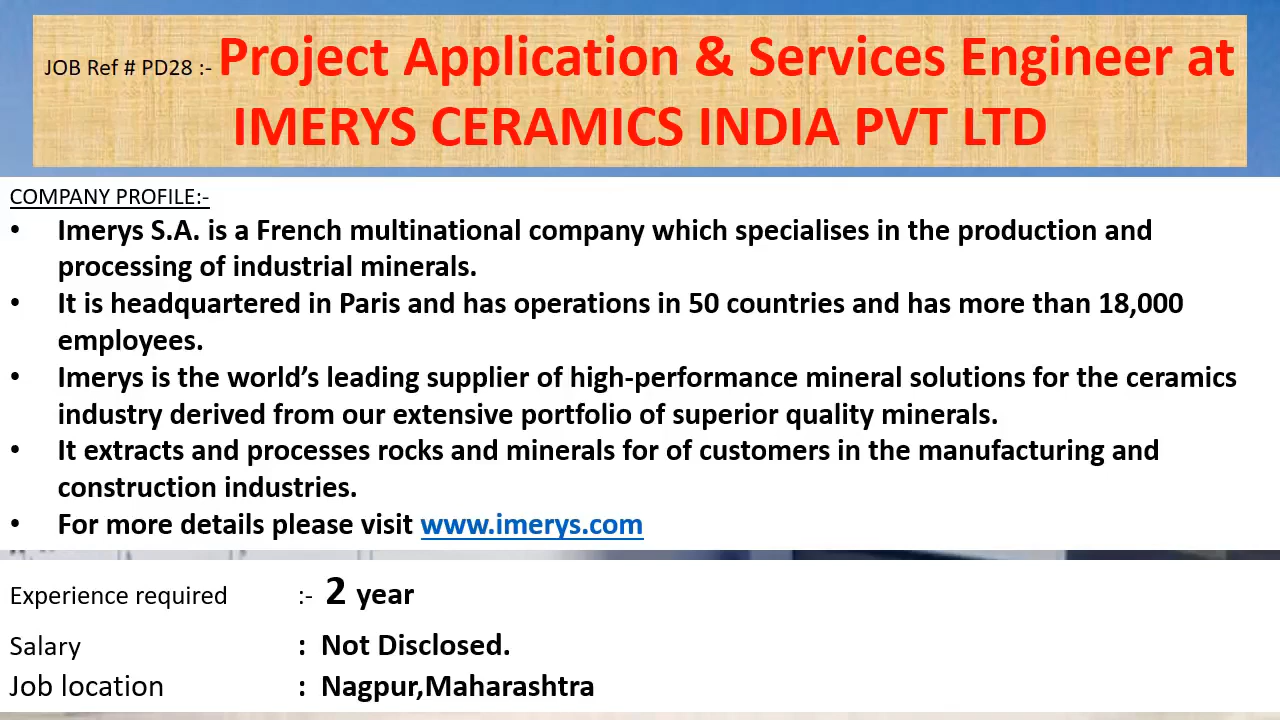 JOB Ref # PD28 :- Project Application & Services Engineer at
IMERYS CERAMICS INDIA PVT LTD
COMPANY PROFILE:-
• Imerys S.A. is a French multinational company which specialises in the production and
processing of industrial minerals.
• It is headquartered in Paris and has operations in 50 countries and has more than 18,000
employees.
• Imerys is the world’s leading supplier of high-performance mineral solutions for the ceramics
industry derived from our extensive portfolio of superior quality minerals.
• It extracts and processes rocks and minerals for of customers in the manufacturing and
construction industries.
• For more details please visit www.imerys.com
Experience required :- 2 year
Salary : Not Disclosed.
Job location : Nagpur,Maharashtra